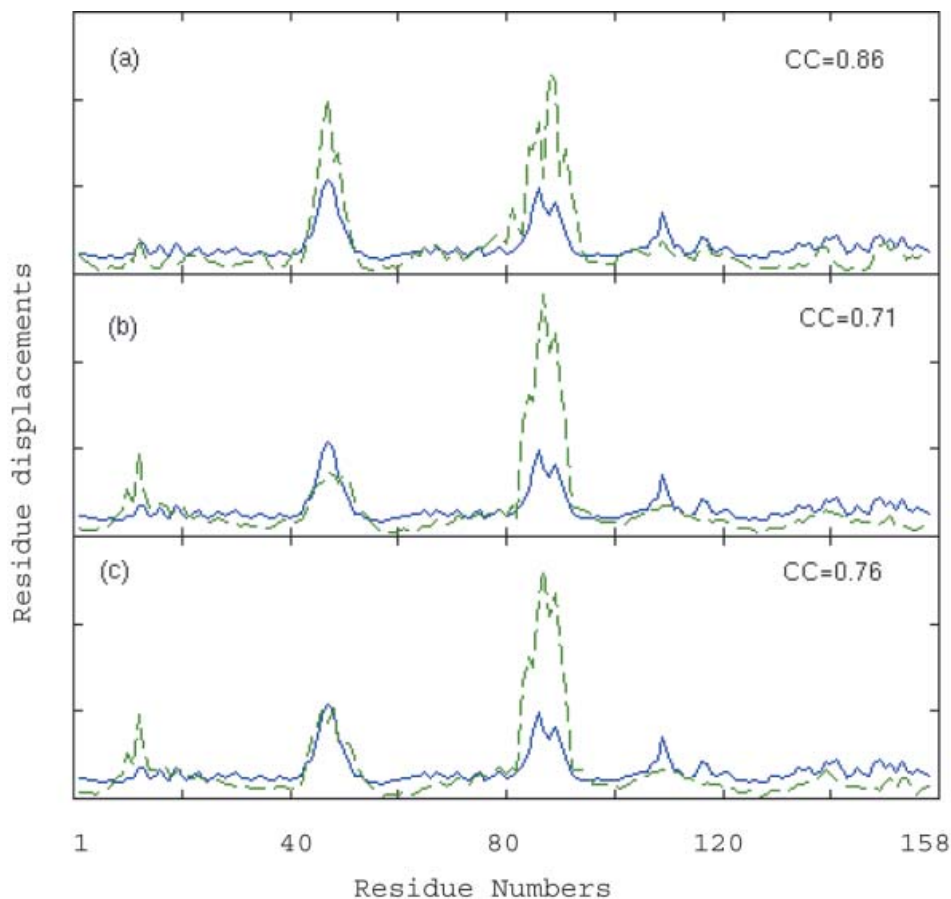 (a)
CC=0.86
(b)
CC=0.71
(c)
CC=0.76
Residue displacements
1 40 80 120 158
Residue Numbers